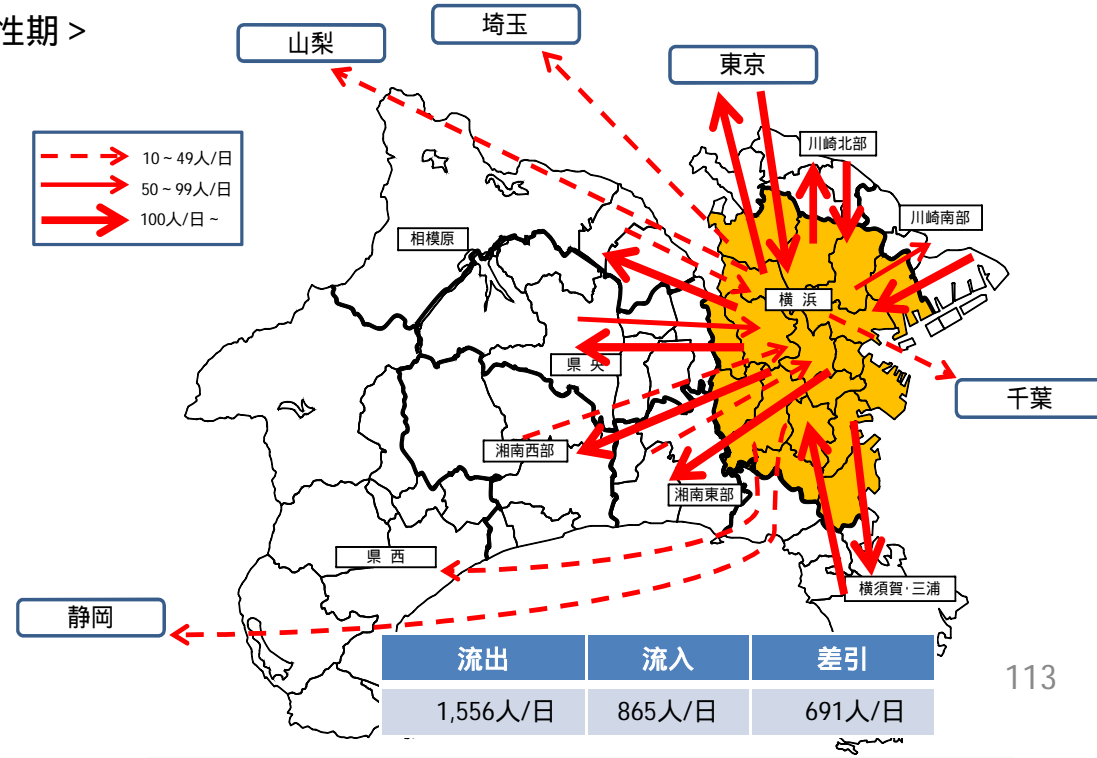 性期 >
山梨
埼玉
東京
10 ~ 49人/日
50 ~ 99人/日
100人/日 ~
川崎北部
川崎南部
相模原
横 浜
県 央
千葉
湘南西部
湘南東部
県 西
横須賀･三浦
静岡
流出 流入 差引
1,556人/日 865人/日 691人/日
113